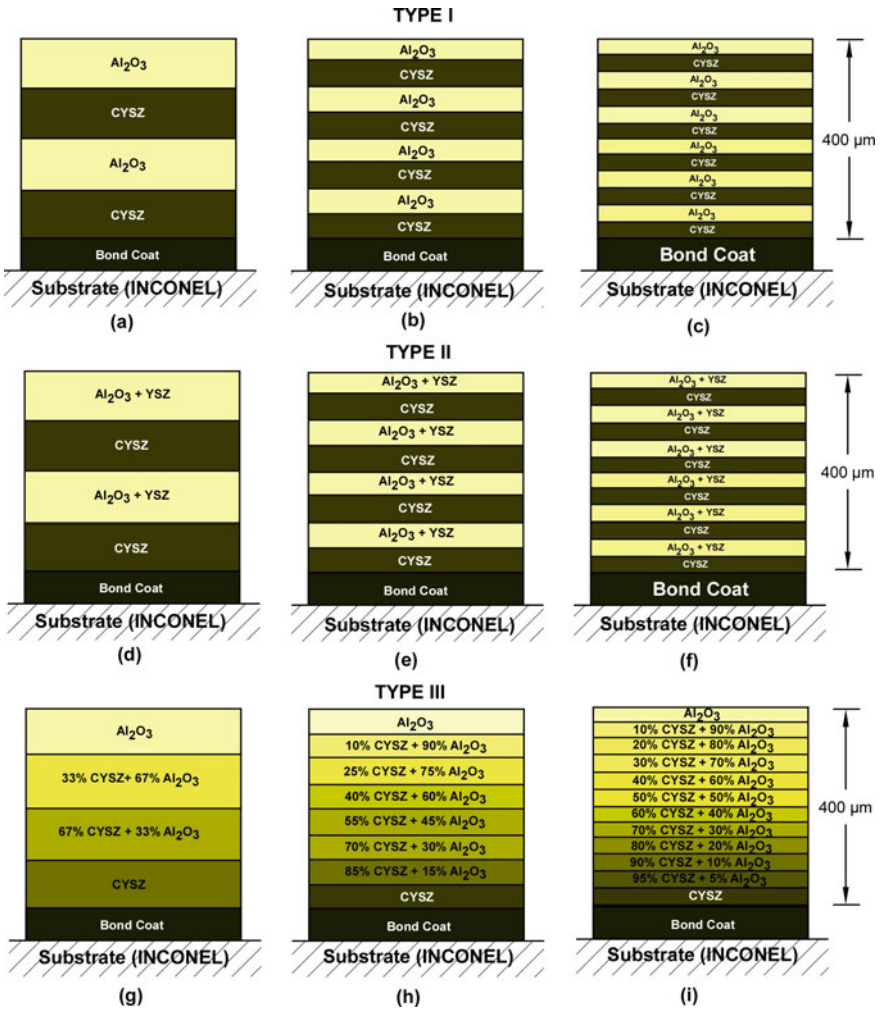 TYPE I
Al₂O₃
CYSZ
Al₂O₃
CYSZ
Bond Coat
Substrate (INCONEL)
(a)
Al₂O₃
CYSZ
Al₂O₃
CYSZ
Al₂O₃
CYSZ
Al₂O₃
CYSZ
Bond Coat
Substrate (INCONEL)
(b)
Al₂O₃
CYSZ
Al₂O₃
CYSZ
Al₂O₃
CYSZ
Al₂O₃
CYSZ
Al₂O₃
CYSZ
Al₂O₃
CYSZ
Bond Coat
Substrate (INCONEL)
(c)
400 µm
TYPE II
Al₂O₃ + YSZ
CYSZ
Al₂O₃ + YSZ
CYSZ
Bond Coat
Substrate (INCONEL)
(d)
Al₂O₃ + YSZ
CYSZ
Al₂O₃ + YSZ
CYSZ
Al₂O₃ + YSZ
CYSZ
Al₂O₃ + YSZ
CYSZ
Bond Coat
Substrate (INCONEL)
(e)
Al₂O₃ + YSZ
CYSZ
Al₂O₃ + YSZ
CYSZ
Al₂O₃ + YSZ
CYSZ
Al₂O₃ + YSZ
CYSZ
Al₂O₃ + YSZ
CYSZ
Al₂O₃ + YSZ
CYSZ
Bond Coat
Substrate (INCONEL)
(f)
400 µm
TYPE III
Al₂O₃
33% CYSZ+ 67% Al₂O₃
67% CYSZ + 33% Al₂O₃
CYSZ
Bond Coat
Substrate (INCONEL)
(g)
Al₂O₃
10% CYSZ + 90% Al₂O₃
25% CYSZ + 75% Al₂O₃
40% CYSZ + 60% Al₂O₃
55% CYSZ + 45% Al₂O₃
70% CYSZ + 30% Al₂O₃
85% CYSZ + 15% Al₂O₃
CYSZ
Bond Coat
Substrate (INCONEL)
(h)
Al₂O₃
10% CYSZ + 90% Al₂O₃
20% CYSZ + 80% Al₂O₃
30% CYSZ + 70% Al₂O₃
40% CYSZ + 60% Al₂O₃
50% CYSZ + 50% Al₂O₃
60% CYSZ + 40% Al₂O₃
70% CYSZ + 30% Al₂O₃
80% CYSZ + 20% Al₂O₃
90% CYSZ + 10% Al₂O₃
95% CYSZ + 5% Al₂O₃
CYSZ
Bond Coat
Substrate (INCONEL)
(i)
400 µm